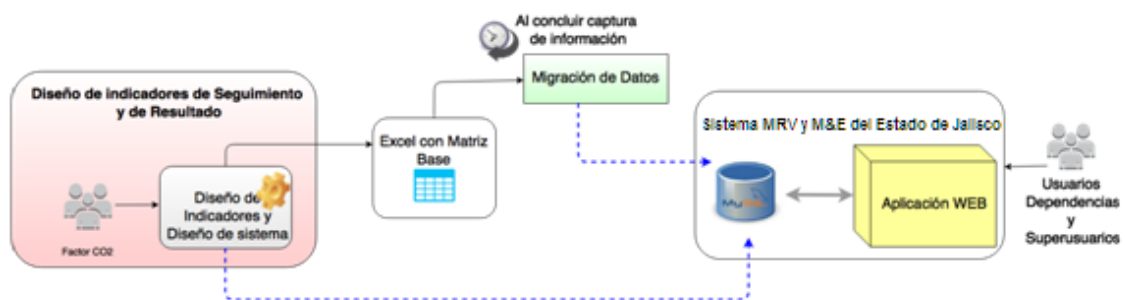 Al concluir captura
de información
Diseño de indicadores de Seguimiento
y de Resultado
Migración de Datos
Excel con Matriz
Base
Diseño de
Indicadores y
Diseño de sistema
Factor CO2
Sistema MRV y M&E del Estado de Jalisco
MySQL
Aplicación WEB
Usuarios
Dependencias
y
Superusuarios